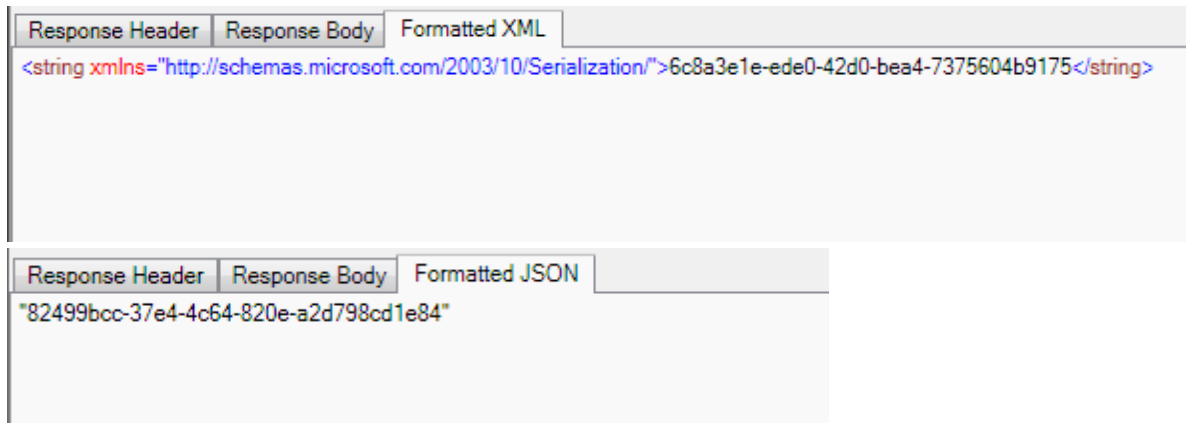 Response Header Response Body Formatted XML
<string xmlns="http://schemas.microsoft.com/2003/10/Serialization/">6c8a3e1e-ede0-42d0-bea4-7375604b9175</string>
Response Header Response Body Formatted JSON
"82499bcc-37e4-4c64-820e-a2d798cd1e84"